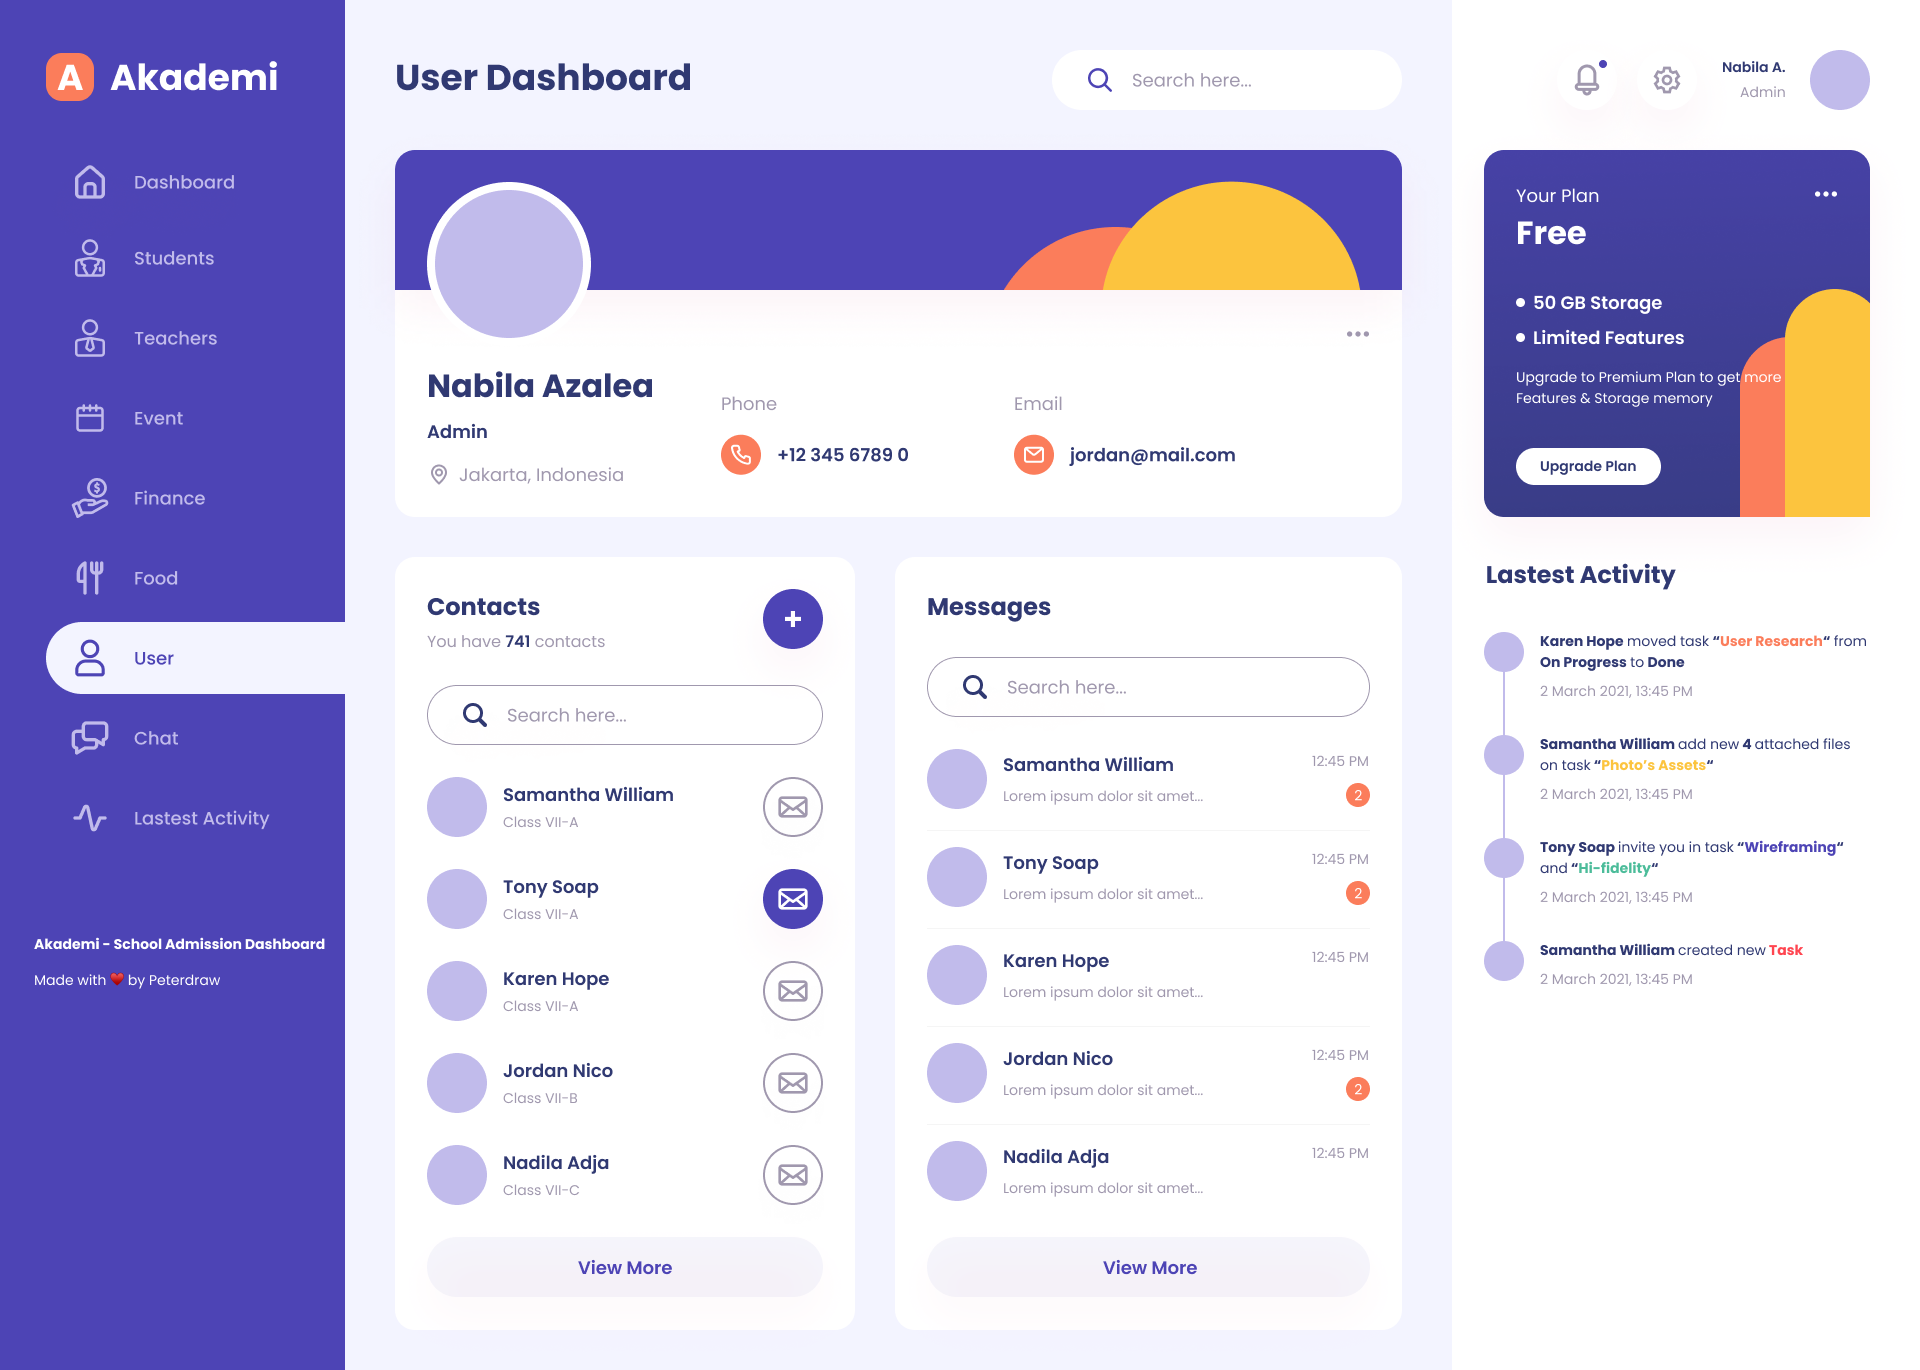 A Akademi
Dashboard
Students
Teachers
Event
Finance
Food
User
Chat
Lastest Activity
Akademi - School Admission Dashboard
Made with ❤️ by Peterdraw
User Dashboard
Search here...
Nabila A.
Admin
Nabila Azalea
Admin
Jakarta, Indonesia
Phone
+12 345 6789 0
Email
jordan@mail.com
Contacts
You have 741 contacts
+
Search here...
Samantha William
Class VII-A
Tony Soap
Class VII-A
Karen Hope
Class VII-A
Jordan Nico
Class VII-B
Nadila Adja
Class VII-C
View More
Messages
Search here...
Samantha William
12:45 PM
Lorem ipsum dolor sit amet...
2
Tony Soap
12:45 PM
Lorem ipsum dolor sit amet...
2
Karen Hope
12:45 PM
Lorem ipsum dolor sit amet...
Jordan Nico
12:45 PM
Lorem ipsum dolor sit amet...
2
Nadila Adja
12:45 PM
Lorem ipsum dolor sit amet...
View More
Your Plan
Free
• 50 GB Storage
• Limited Features
Upgrade to Premium Plan to get more
Features & Storage memory
Upgrade Plan
Lastest Activity
Karen Hope moved task “User Research“ from
On Progress to Done
2 March 2021, 13:45 PM
Samantha William add new 4 attached files
on task “Photo’s Assets“
2 March 2021, 13:45 PM
Tony Soap invite you in task “Wireframing“
and “Hi-fidelity“
2 March 2021, 13:45 PM
Samantha William created new Task
2 March 2021, 13:45 PM